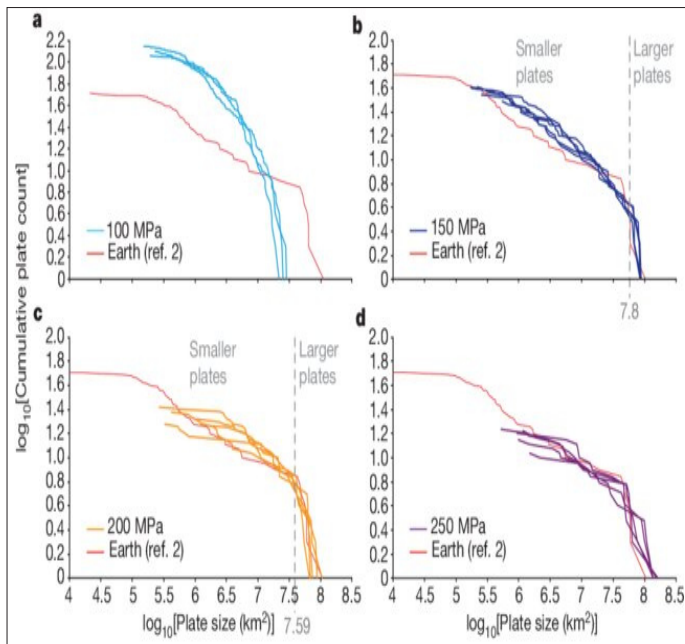 a
2.2
2.0
1.8
1.6
1.4
1.2
1.0
0.8
0.6
0.4
0.2
0
100 MPa
Earth (ref. 2)
b
2.0
1.8
1.6
1.4
1.2
1.0
0.8
0.6
0.4
0.2
0
Smaller
plates
Larger
plates
150 MPa
Earth (ref. 2)
7.8
log10[Cumulative plate count]
c
2.0
1.8
1.6
1.4
1.2
1.0
0.8
0.6
0.4
0.2
0
Smaller
plates
Larger
plates
200 MPa
Earth (ref. 2)
4 4.5 5 5.5 6 6.5 7 7.5 8 8.5
log10[Plate size (km²)] 7.59
d
2.0
1.8
1.6
1.4
1.2
1.0
0.8
0.6
0.4
0.2
0
250 MPa
Earth (ref. 2)
4 4.5 5 5.5 6 6.5 7 7.5 8 8.5
log10[Plate size (km²)]